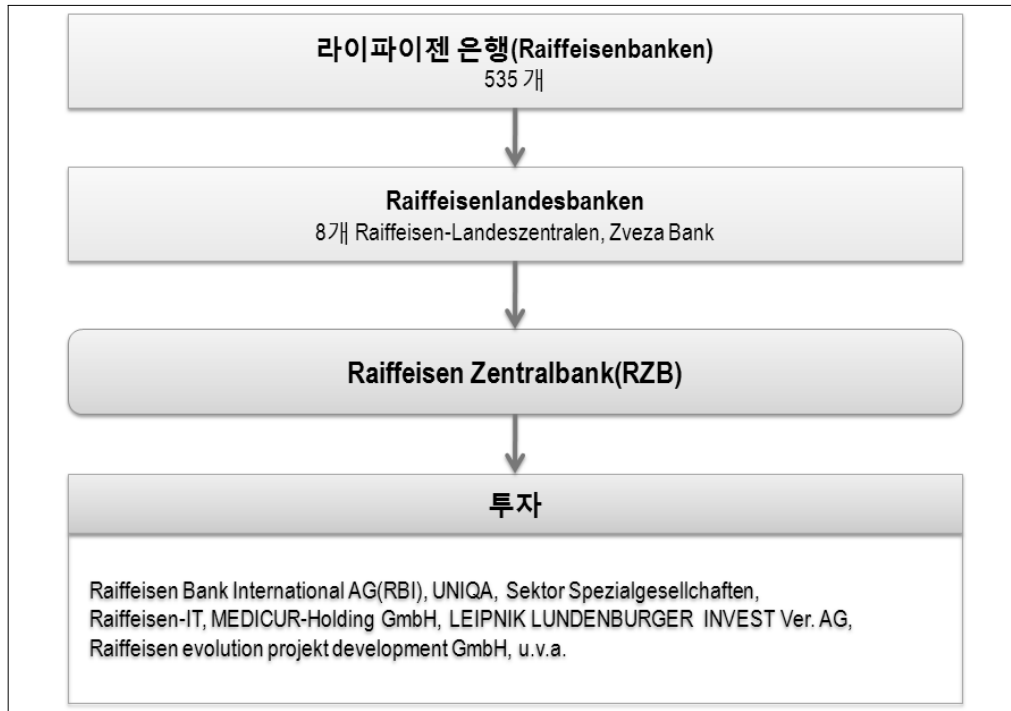 라이파이젠 은행(Raiffeisenbanken)
535 개
Raiffeisenlandesbanken
8개 Raiffeisen-Landeszentralen, Zveza Bank
Raiffeisen Zentralbank(RZB)
투자
Raiffeisen Bank International AG(RBI), UNIQA, Sektor Spezialgesellchaften,
Raiffeisen-IT, MEDICUR-Holding GmbH, LEIPNIK LUNDENBURGER INVEST Ver. AG,
Raiffeisen evolution projekt development GmbH, u.v.a.